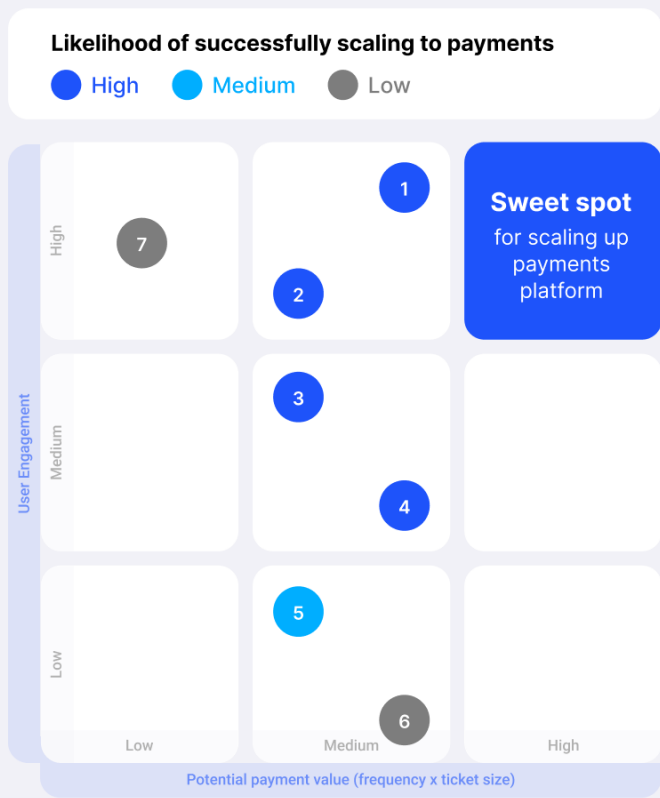 Likelihood of successfully scaling to payments
High Medium Low
High
7
1
2
Sweet spot
for scaling up
payments
platform
User Engagement
Medium
3
4
Low
5
6
Low Medium High
Potential payment value (frequency x ticket size)